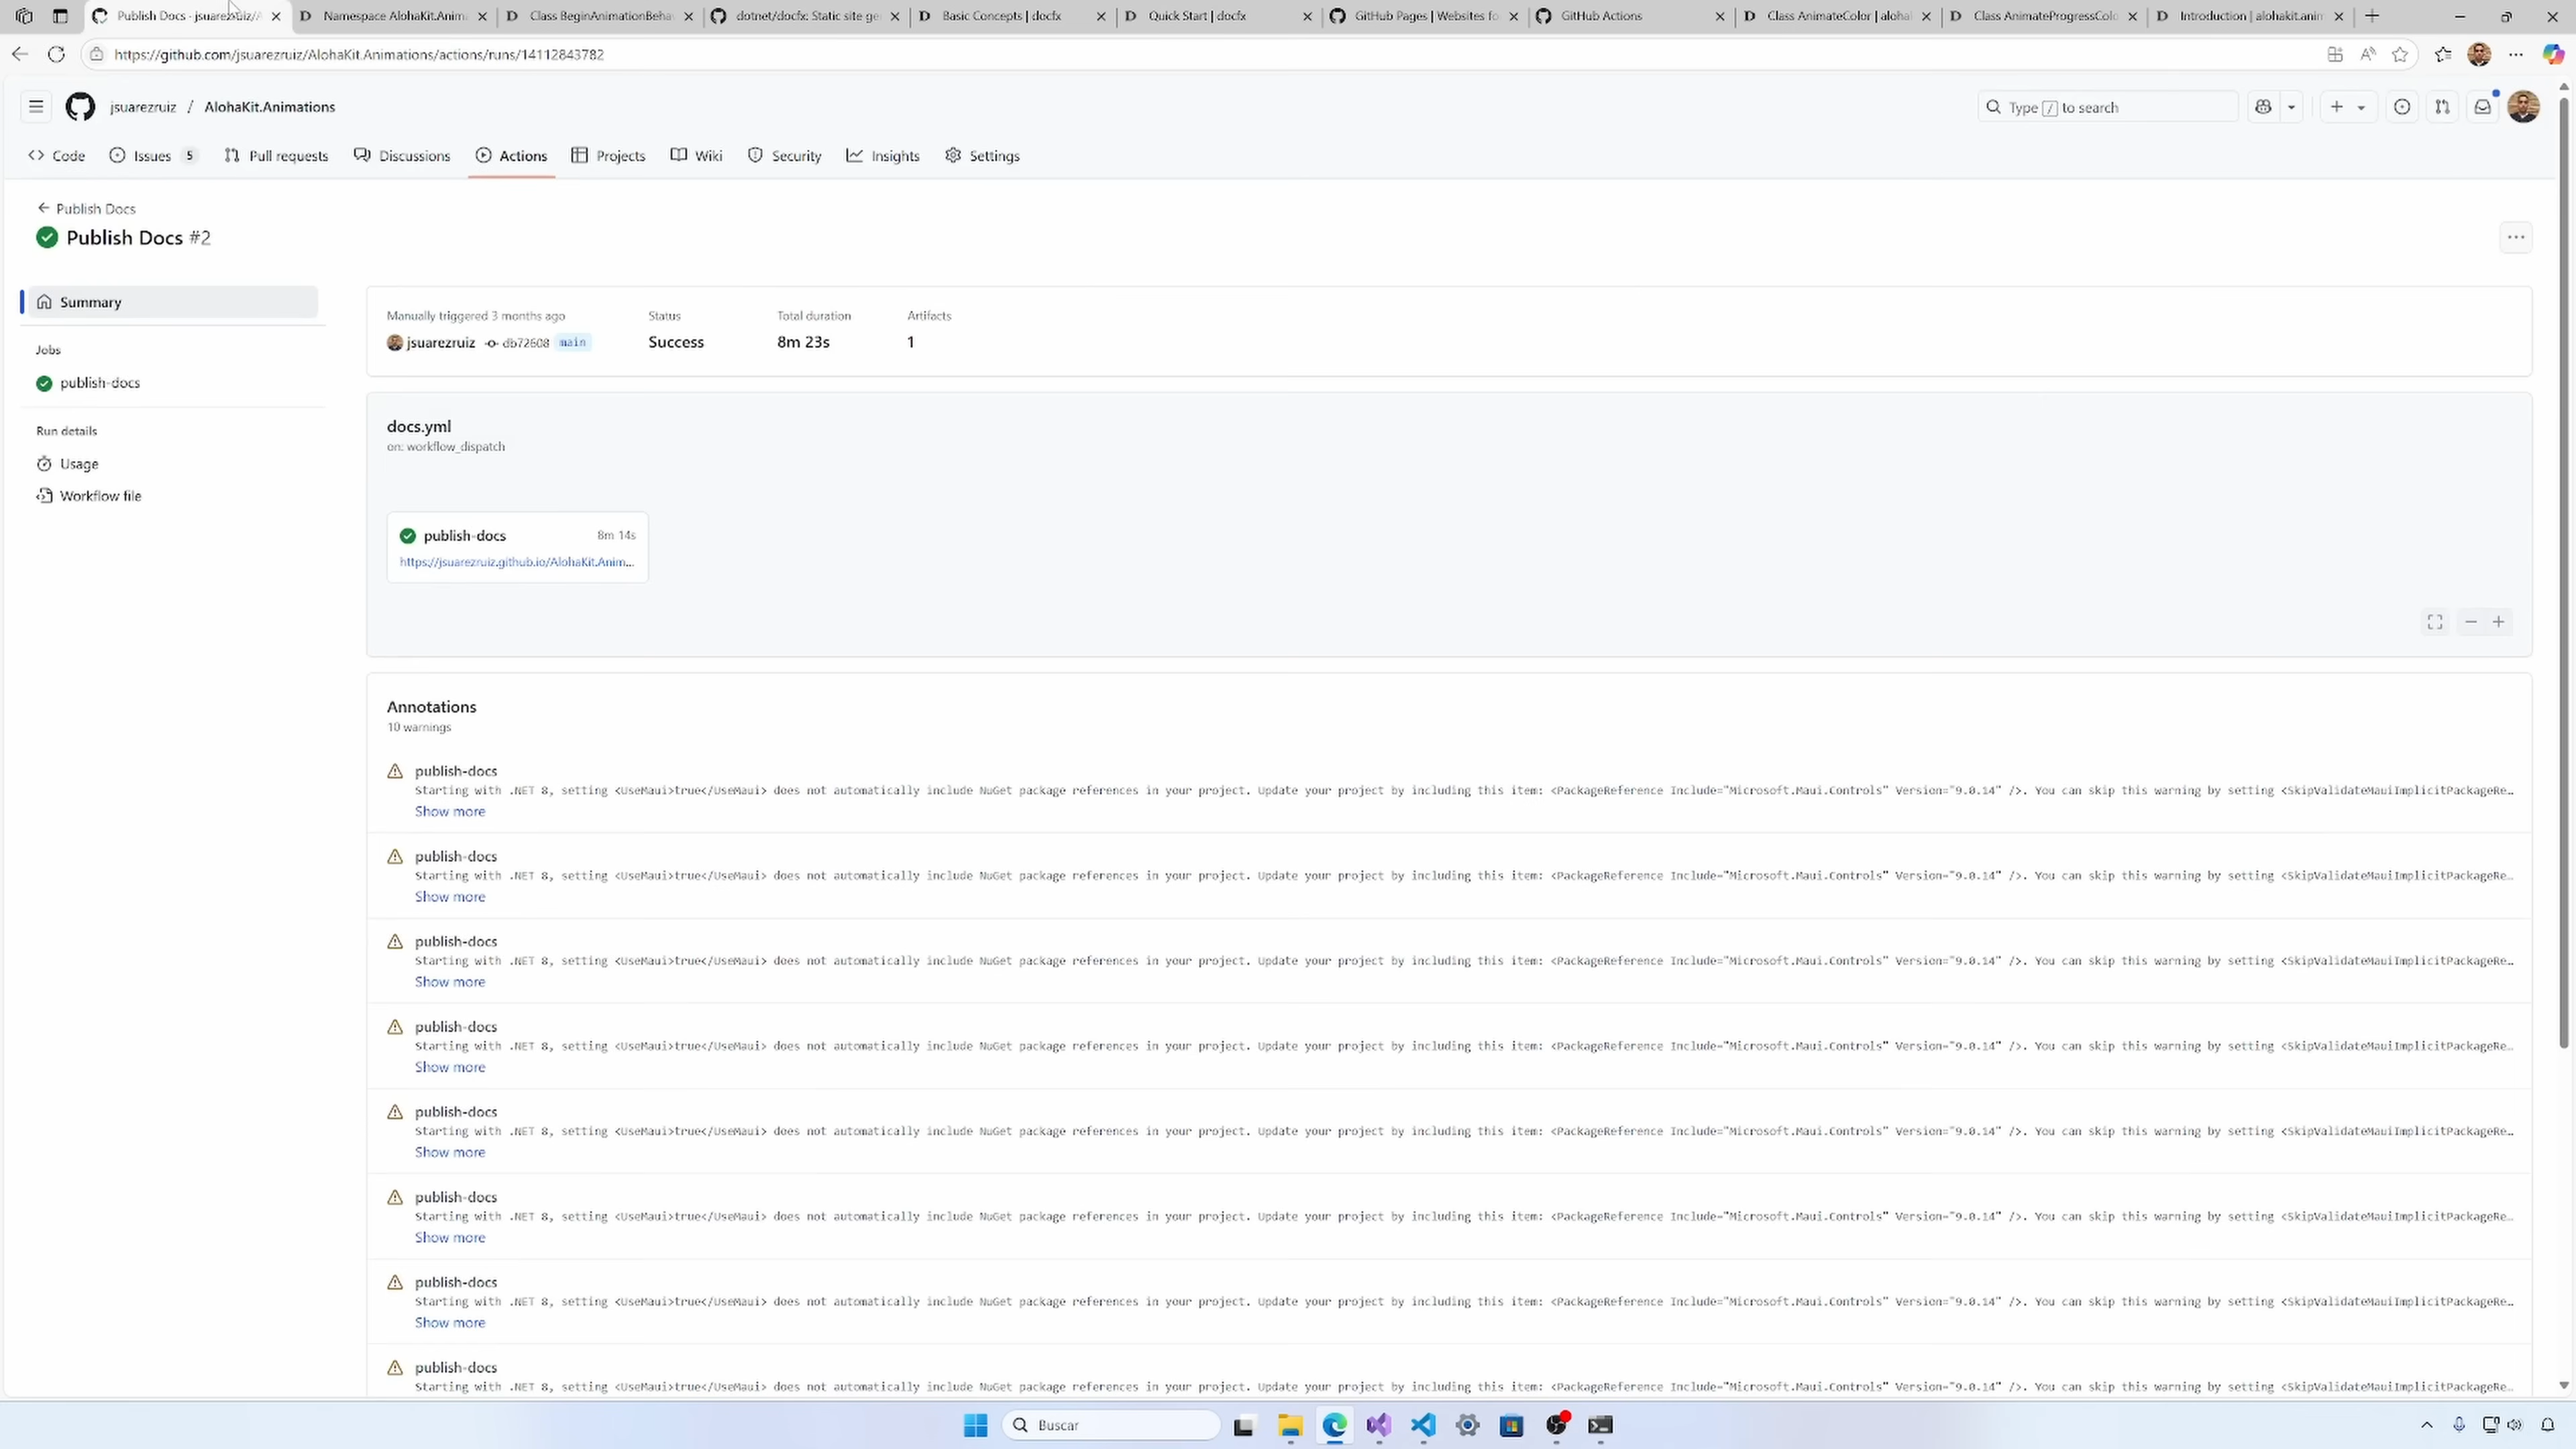 Publish Docs - jsuarezruiz/A
Namespace AlohaKit.Anim
Class BeginAnimationBeha
dotnet/docfx: Static site ge
Basic Concepts | docfx
Quick Start | docfx
GitHub Pages | Websites fo
GitHub Actions
Class AnimateColor | aloha
Class AnimateProgressColo
Introduction | alohakit.anim
https://github.com/jsuarezruiz/AlohaKit.Animations/actions/runs/14112843782
jsuarezruiz / AlohaKit.Animations
Type / to search
Code
Issues 5
Pull requests
Discussions
Actions
Projects
Wiki
Security
Insights
Settings
Publish Docs
Publish Docs #2
Summary
Jobs
publish-docs
Run details
Usage
Workflow file
Manually triggered 3 months ago
jsuarezruiz db72608 main
Status
Success
Total duration
8m 23s
Artifacts
1
docs.yml
on: workflow_dispatch
publish-docs 8m 14s
https://jsuarezruiz.github.io/AlohaKit.Anim...
Annotations
10 warnings
publish-docs
Starting with .NET 8, setting <UseMaui>true</UseMaui> does not automatically include NuGet package references in your project. Update your project by including this item: <PackageReference Include="Microsoft.Maui.Controls" Version="9.0.14" />. You can skip this warning by setting <SkipValidateMauiImplicitPackageRe…
Show more
publish-docs
Starting with .NET 8, setting <UseMaui>true</UseMaui> does not automatically include NuGet package references in your project. Update your project by including this item: <PackageReference Include="Microsoft.Maui.Controls" Version="9.0.14" />. You can skip this warning by setting <SkipValidateMauiImplicitPackageRe…
Show more
publish-docs
Starting with .NET 8, setting <UseMaui>true</UseMaui> does not automatically include NuGet package references in your project. Update your project by including this item: <PackageReference Include="Microsoft.Maui.Controls" Version="9.0.14" />. You can skip this warning by setting <SkipValidateMauiImplicitPackageRe…
Show more
publish-docs
Starting with .NET 8, setting <UseMaui>true</UseMaui> does not automatically include NuGet package references in your project. Update your project by including this item: <PackageReference Include="Microsoft.Maui.Controls" Version="9.0.14" />. You can skip this warning by setting <SkipValidateMauiImplicitPackageRe…
Show more
publish-docs
Starting with .NET 8, setting <UseMaui>true</UseMaui> does not automatically include NuGet package references in your project. Update your project by including this item: <PackageReference Include="Microsoft.Maui.Controls" Version="9.0.14" />. You can skip this warning by setting <SkipValidateMauiImplicitPackageRe…
Show more
publish-docs
Starting with .NET 8, setting <UseMaui>true</UseMaui> does not automatically include NuGet package references in your project. Update your project by including this item: <PackageReference Include="Microsoft.Maui.Controls" Version="9.0.14" />. You can skip this warning by setting <SkipValidateMauiImplicitPackageRe…
Show more
publish-docs
Starting with .NET 8, setting <UseMaui>true</UseMaui> does not automatically include NuGet package references in your project. Update your project by including this item: <PackageReference Include="Microsoft.Maui.Controls" Version="9.0.14" />. You can skip this warning by setting <SkipValidateMauiImplicitPackageRe…
Show more
publish-docs
Starting with .NET 8, setting <UseMaui>true</UseMaui> does not automatically include NuGet package references in your project. Update your project by including this item: <PackageReference Include="Microsoft.Maui.Controls" Version="9.0.14" />. You can skip this warning by setting <SkipValidateMauiImplicitPackageRe…
Buscar